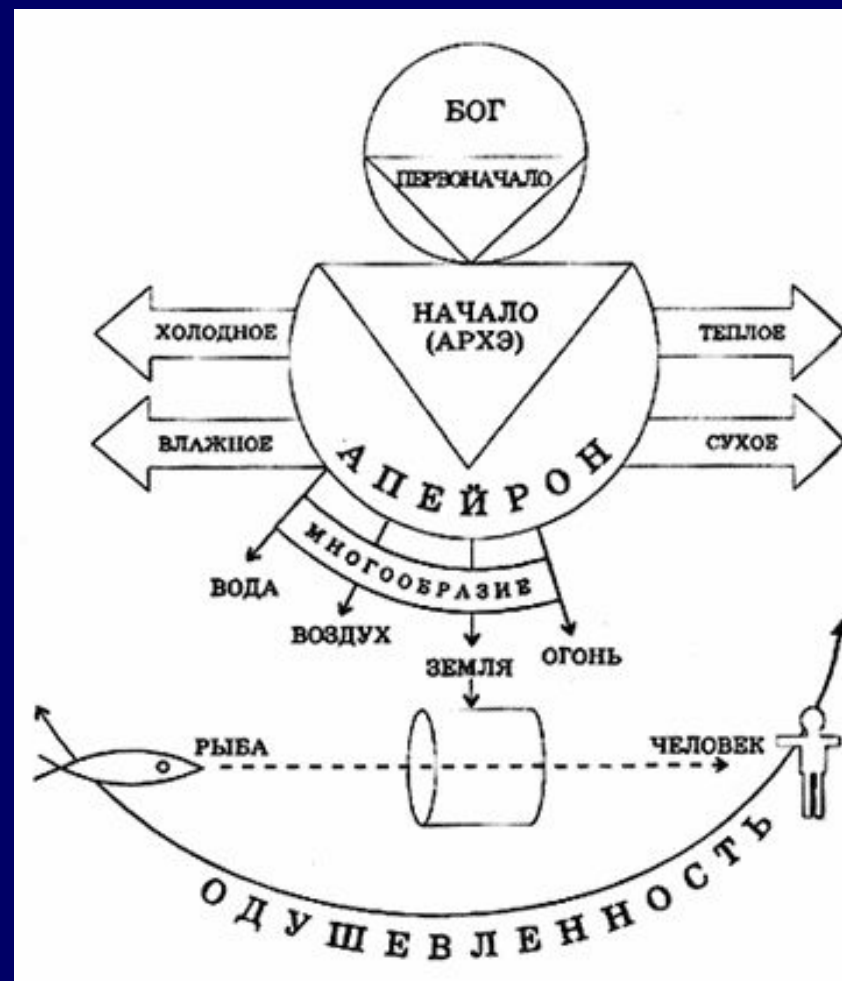 БОГ
ПЕРВОНАЧАЛО
НАЧАЛО
(АРХЭ)
ХОЛОДНОЕ
ТЕПЛОЕ
ВЛАЖНОЕ
СУХОЕ
АПЕЙРОН
МНОГООБРАЗИЕ
ВОДА
ВОЗДУХ
ЗЕМЛЯ
ОГОНЬ
РЫБА
ЧЕЛОВЕК
ОДУШЕВЛЕННОСТЬ